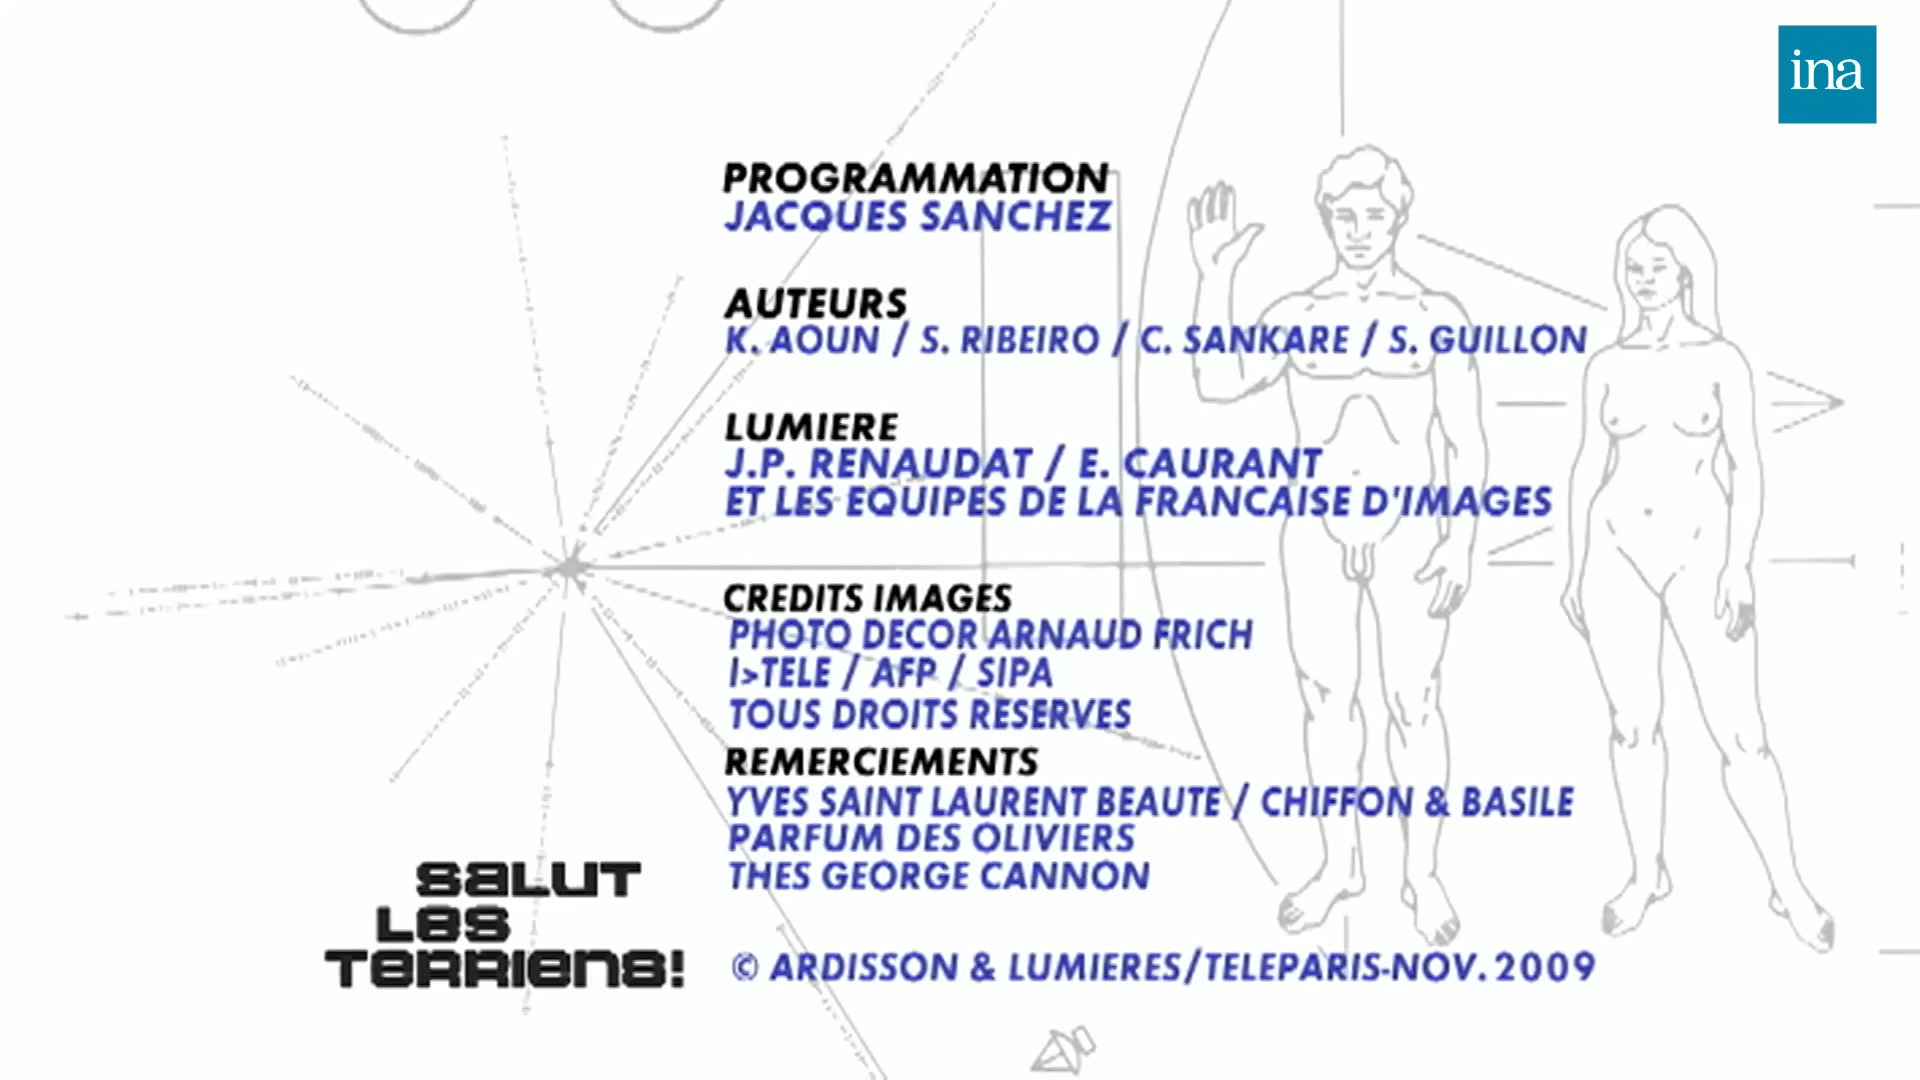 ina
PROGRAMMATION
JACQUES SANCHEZ
AUTEURS
K. AOUN / S. RIBEIRO / C. SANKARE / S. GUILLON
LUMIERE
J.P. RENAUDAT / E. CAURANT
ET LES EQUIPES DE LA FRANCAISE D'IMAGES
CREDITS IMAGES
PHOTO DECOR ARNAUD FRICH
I>TELE / AFP / SIPA
TOUS DROITS RESERVES
REMERCIEMENTS
YVES SAINT LAURENT BEAUTE / CHIFFON & BASILE
PARFUM DES OLIVIERS
THES GEORGE CANNON
SALUT
LES
TERRIENS!
© ARDISSON & LUMIERES/TELEPARIS-NOV.2009